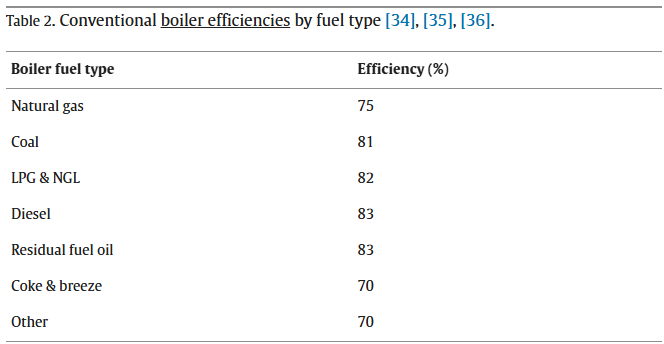 Table 2. Conventional boiler efficiencies by fuel type [34], [35], [36].
Boiler fuel type Efficiency (%)
Natural gas 75
Coal 81
LPG & NGL 82
Diesel 83
Residual fuel oil 83
Coke & breeze 70
Other 70